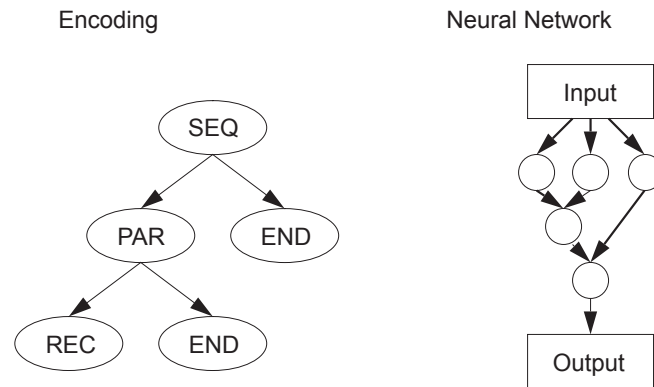 Encoding
Neural Network
SEQ
PAR
END
REC
END
Input
Output